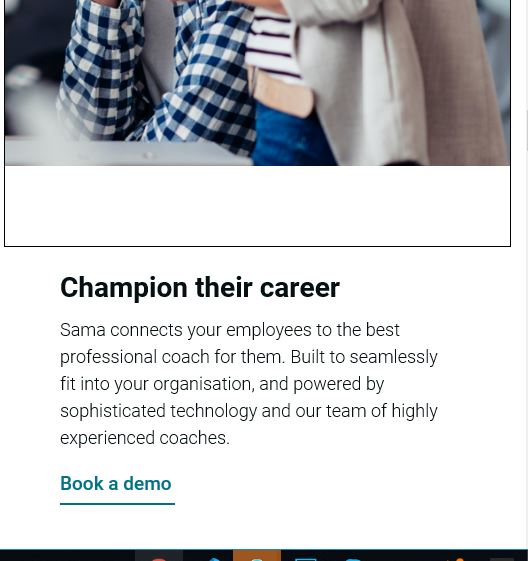 Champion their career
Sama connects your employees to the best
professional coach for them. Built to seamlessly
fit into your organisation, and powered by
sophisticated technology and our team of highly
experienced coaches.
Book a demo